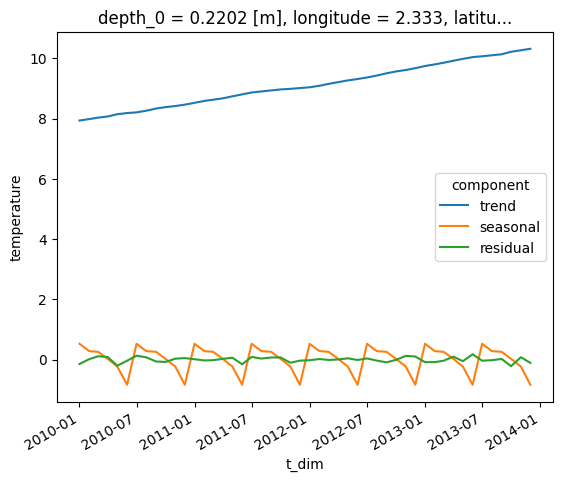 depth_0 = 0.2202 [m], longitude = 2.333, latitu...
temperature
10
8
6
4
2
0
component
trend
seasonal
residual
2010-01
2010-07
2011-01
2011-07
2012-01
2012-07
2013-01
2013-07
2014-01
t_dim